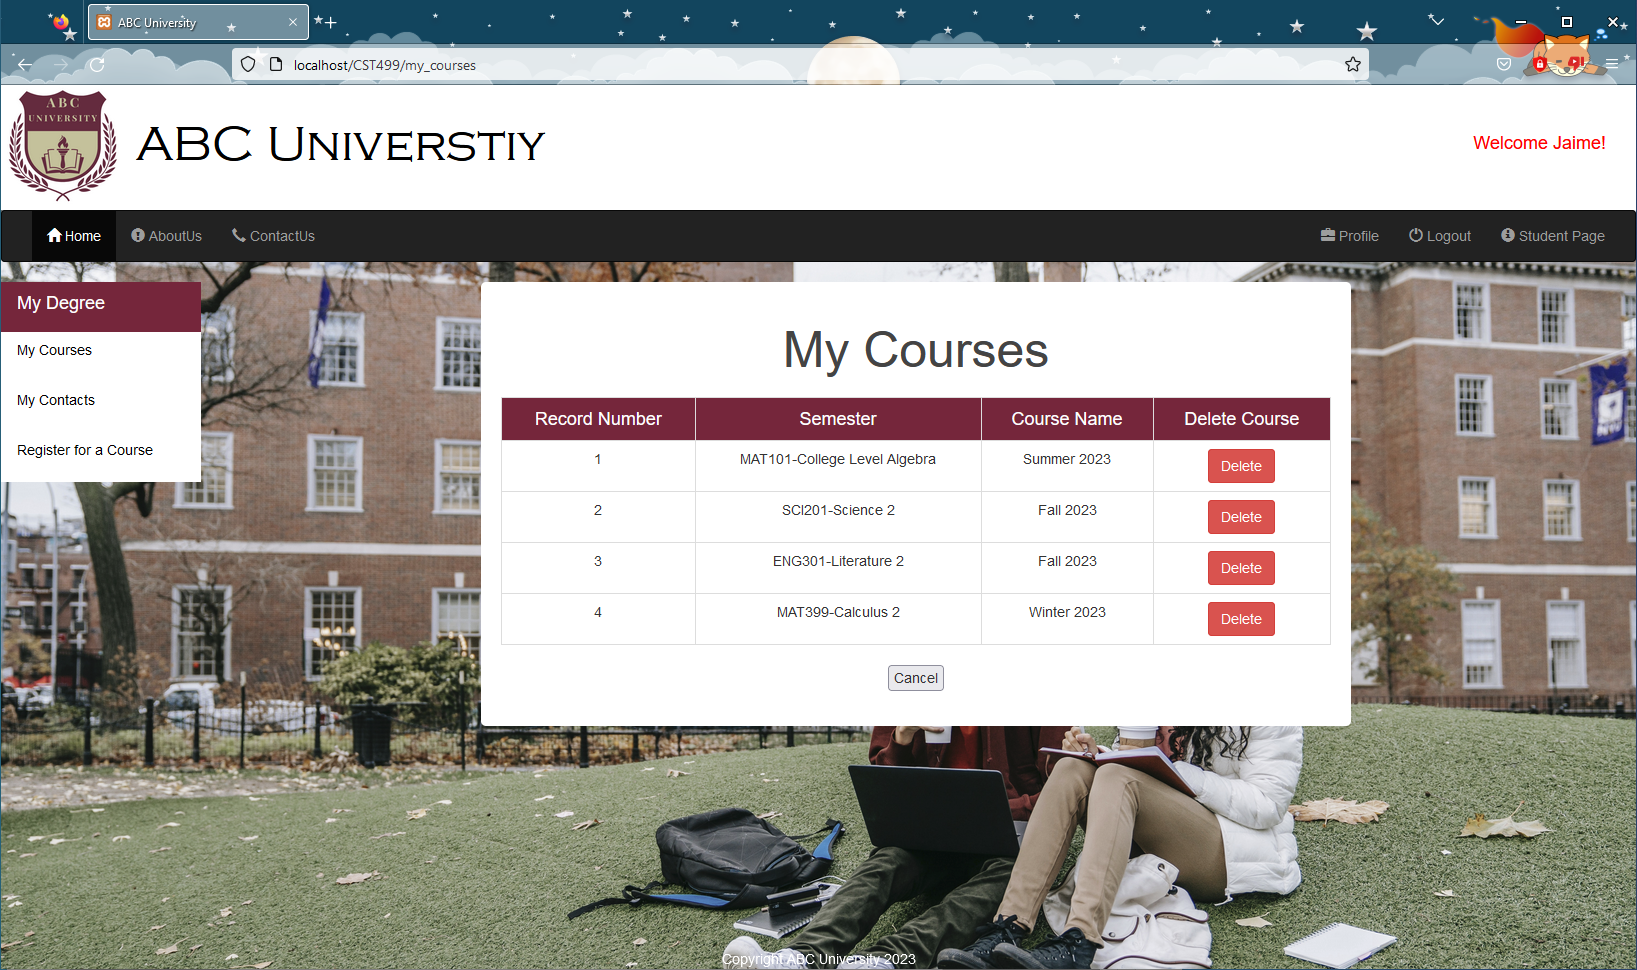 ABC University
localhost/CST499/my_courses
ABC
UNIVERSITY
ABC Universtiy
Welcome Jaime!
Home AboutUs ContactUs Profile Logout Student Page
My Degree
My Courses
My Contacts
Register for a Course
My Courses
Record Number Semester Course Name Delete Course
1 MAT101-College Level Algebra Summer 2023 Delete
2 SCI201-Science 2 Fall 2023 Delete
3 ENG301-Literature 2 Fall 2023 Delete
4 MAT399-Calculus 2 Winter 2023 Delete
Cancel
Copyright ABC University 2023